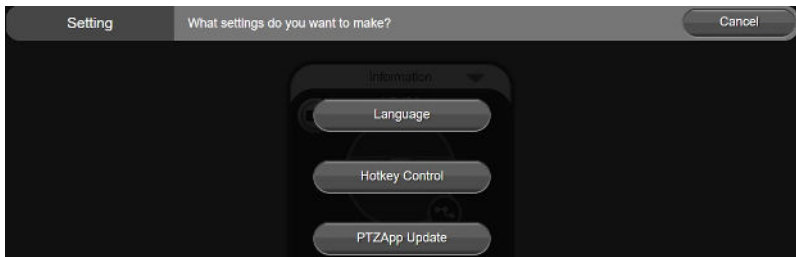 Setting
What settings do you want to make?
Cancel
Information
Language
Hotkey Control
PTZApp Update